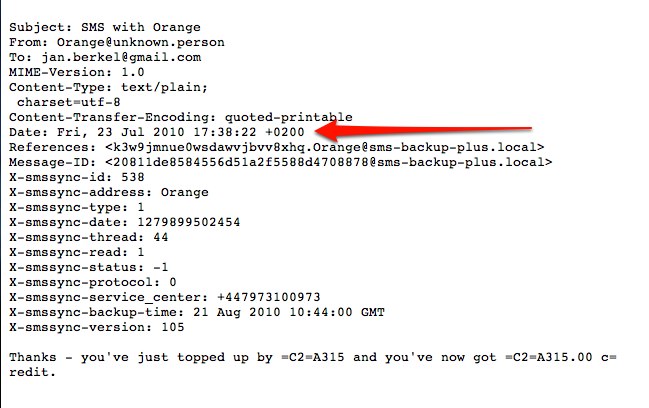 Subject: SMS with Orange
From: Orange@unknown.person
To: jan.berkel@gmail.com
MIME-Version: 1.0
Content-Type: text/plain;
 charset=utf-8
Content-Transfer-Encoding: quoted-printable
Date: Fri, 23 Jul 2010 17:38:22 +0200
References: <k3w9jmnue0wsdawvjbvv8xhq.Orange@sms-backup-plus.local>
Message-ID: <20811de8584556d51a2f5588d4708878@sms-backup-plus.local>
X-smssync-id: 538
X-smssync-address: Orange
X-smssync-type: 1
X-smssync-date: 1279899502454
X-smssync-thread: 44
X-smssync-read: 1
X-smssync-status: -1
X-smssync-protocol: 0
X-smssync-service_center: +447973100973
X-smssync-backup-time: 21 Aug 2010 10:44:00 GMT
X-smssync-version: 105

Thanks - you've just topped up by =C2=A315 and you've now got =C2=A315.00 c=
redit.